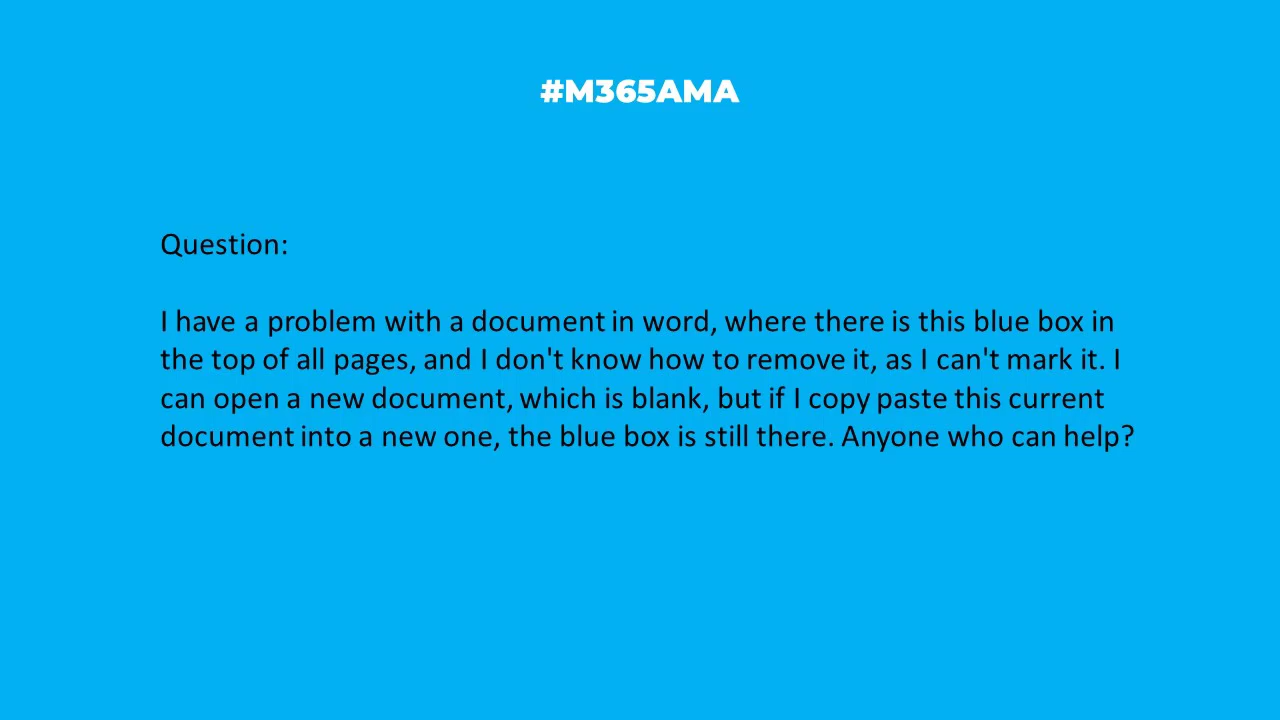 #M365AMA
Question:
I have a problem with a document in word, where there is this blue box in
the top of all pages, and I don't know how to remove it, as I can't mark it. I
can open a new document, which is blank, but if I copy paste this current
document into a new one, the blue box is still there. Anyone who can help?